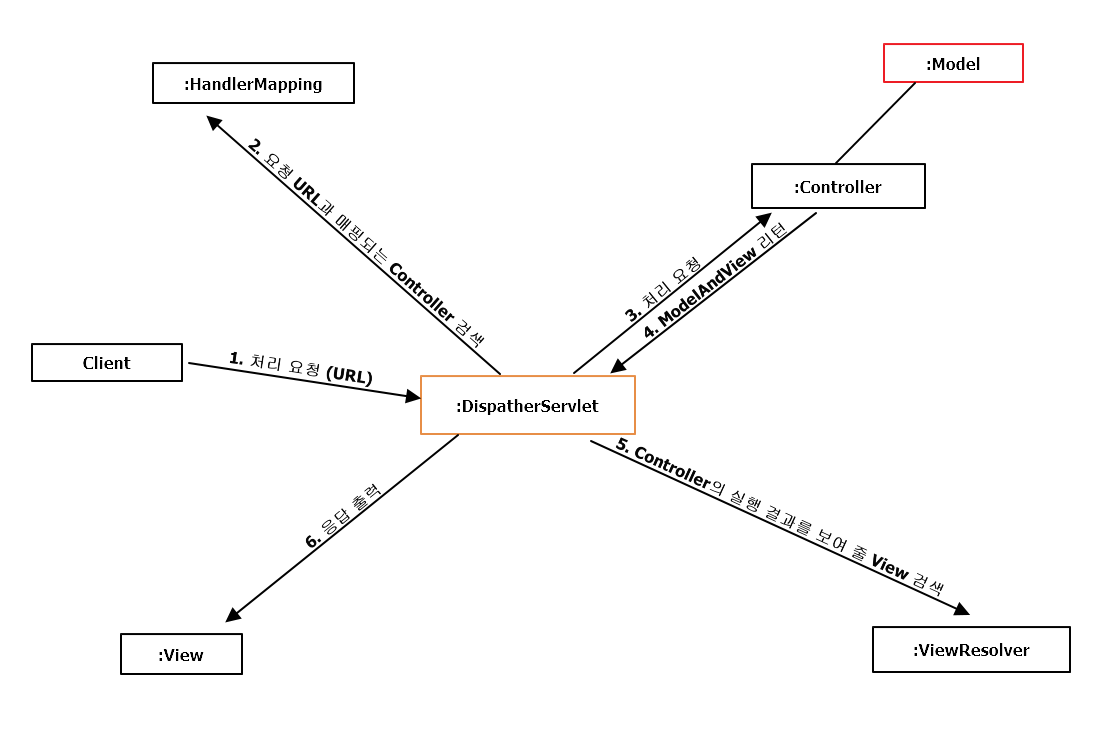 :HandlerMapping
:Model
:Controller
2. 요청 URL과 매핑되는 Controller 검색
3. 처리 요청
4. ModelAndView 리턴
Client
1. 처리 요청 (URL)
:DispatherServlet
5. Controller의 실행 결과를 보여 줄 View 검색
6. 응답 출력
:View
:ViewResolver